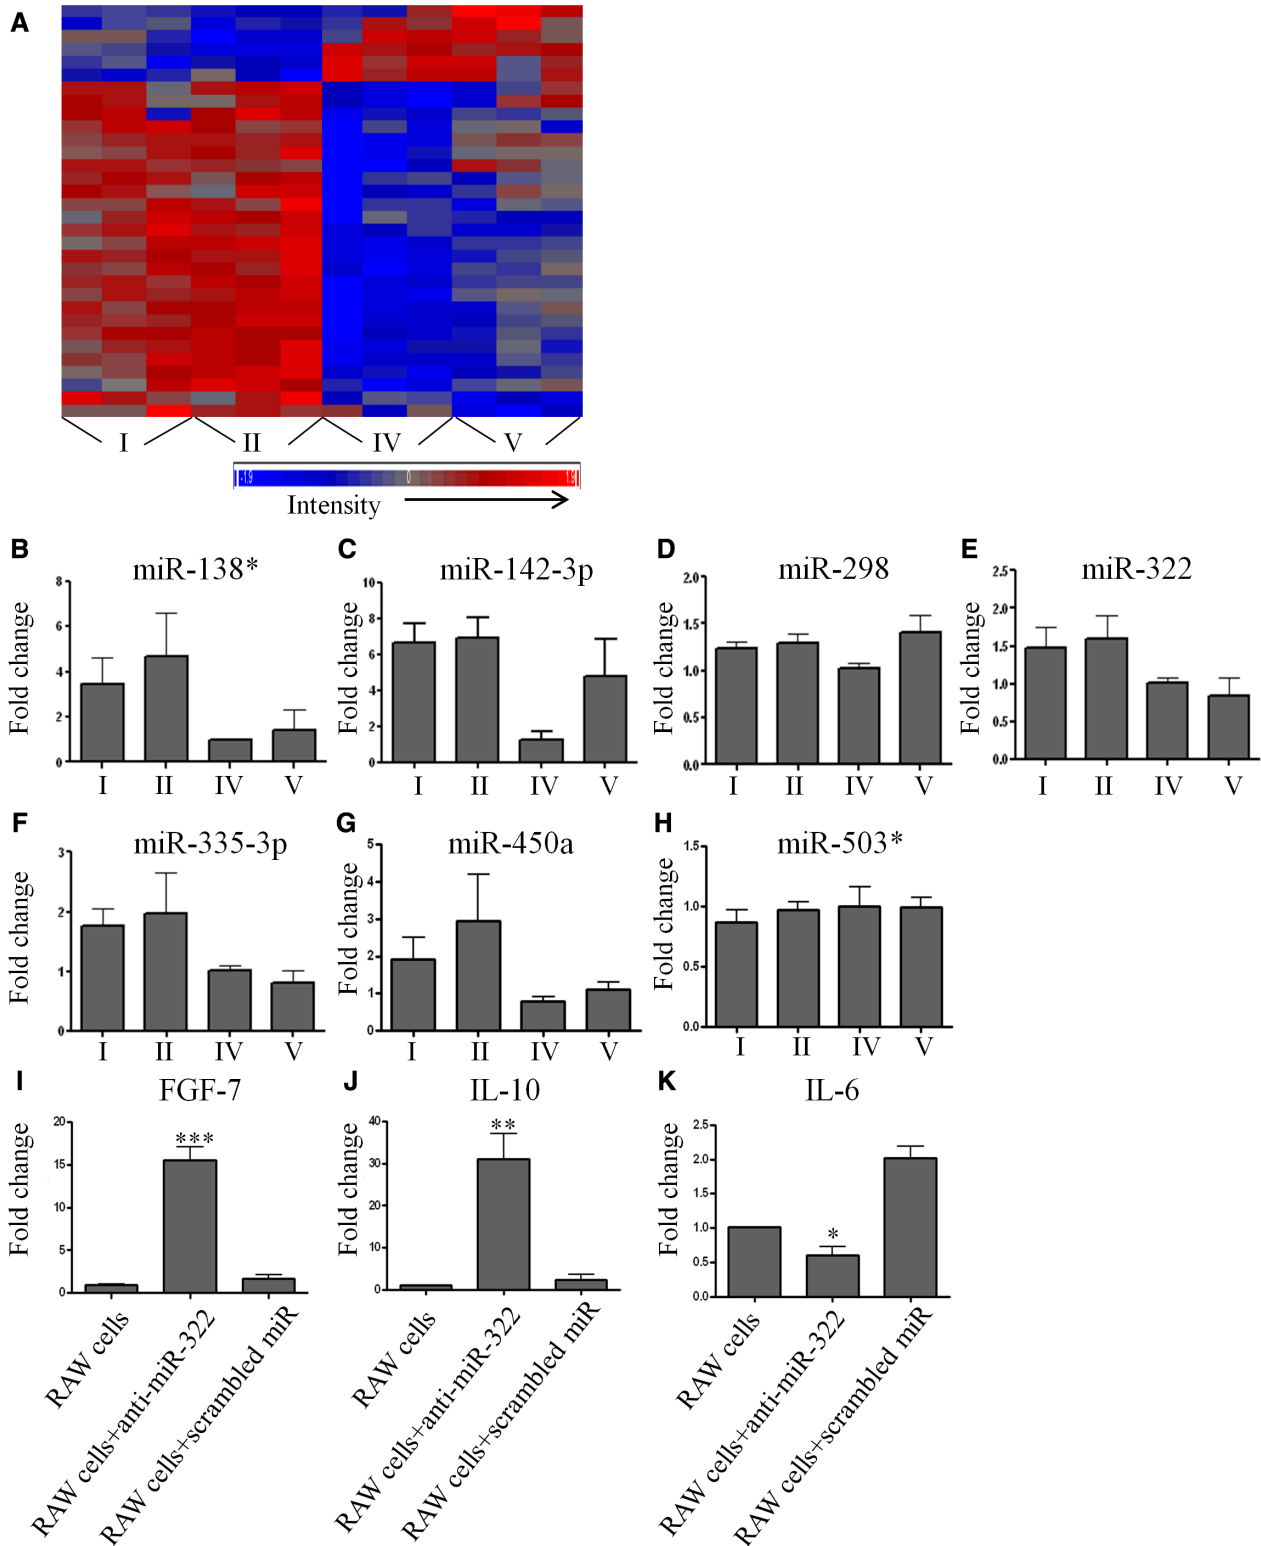 A
I II IV V
-1.9 0 1.9
Intensity
B
miR-138*
Fold change
8
6
4
2
0
I II IV V
C
miR-142-3p
Fold change
10
8
6
4
2
0
I II IV V
D
miR-298
Fold change
2.0
1.5
1.0
0.5
0.0
I II IV V
E
miR-322
Fold change
2.5
2.0
1.5
1.0
0.5
0.0
I II IV V
F
miR-335-3p
Fold change
3
2
1
0
I II IV V
G
miR-450a
Fold change
5
4
3
2
1
0
I II IV V
H
miR-503*
Fold change
1.5
1.0
0.5
0.0
I II IV V
I
FGF-7
Fold change
20
15
10
5
0
***
RAW cells
RAW cells+anti-miR-322
RAW cells+scrambled miR
J
IL-10
Fold change
40
30
20
10
0
**
RAW cells
RAW cells+anti-miR-322
RAW cells+scrambled miR
K
IL-6
Fold change
2.5
2.0
1.5
1.0
0.5
0.0
*
RAW cells
RAW cells+anti-miR-322
RAW cells+scrambled miR